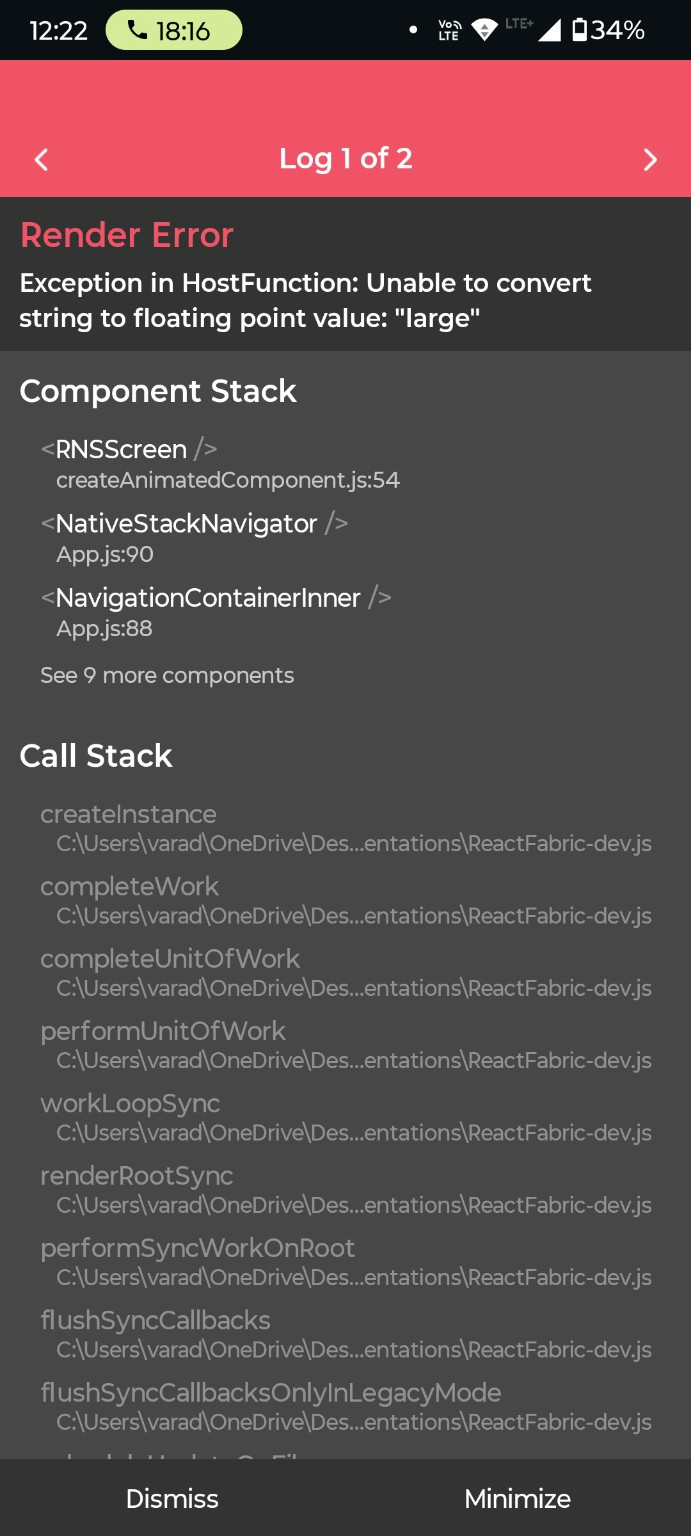 12:22 18:16 Vo LTE LTE+ 34%
Log 1 of 2
Render Error
Exception in HostFunction: Unable to convert
string to floating point value: "large"
Component Stack
<RNSScreen />
createAnimatedComponent.js:54
<NativeStackNavigator />
App.js:90
<NavigationContainerInner />
App.js:88
See 9 more components
Call Stack
createInstance
C:\Users\varad\OneDrive\Des...entations\ReactFabric-dev.js
completeWork
C:\Users\varad\OneDrive\Des...entations\ReactFabric-dev.js
completeUnitOfWork
C:\Users\varad\OneDrive\Des...entations\ReactFabric-dev.js
performUnitOfWork
C:\Users\varad\OneDrive\Des...entations\ReactFabric-dev.js
workLoopSync
C:\Users\varad\OneDrive\Des...entations\ReactFabric-dev.js
renderRootSync
C:\Users\varad\OneDrive\Des...entations\ReactFabric-dev.js
performSyncWorkOnRoot
C:\Users\varad\OneDrive\Des...entations\ReactFabric-dev.js
flushSyncCallbacks
C:\Users\varad\OneDrive\Des...entations\ReactFabric-dev.js
flushSyncCallbacksOnlyInLegacyMode
C:\Users\varad\OneDrive\Des...entations\ReactFabric-dev.js
Dismiss Minimize